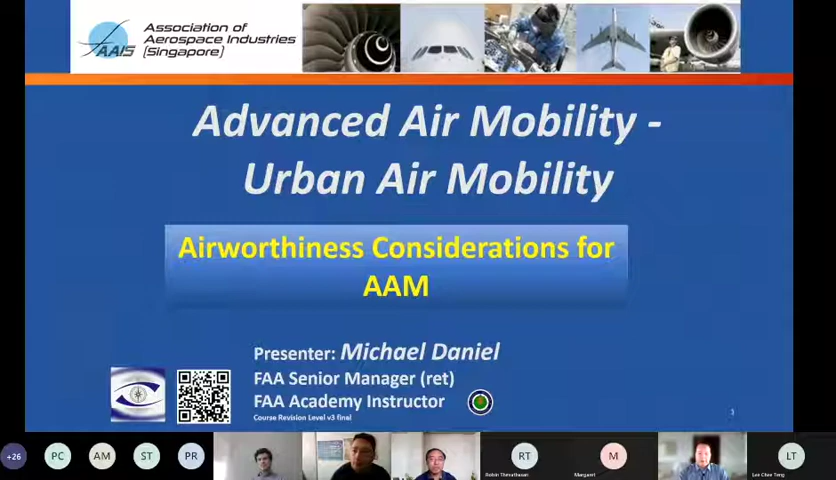 AAIS
Association of
Aerospace Industries
(Singapore)
Advanced Air Mobility -
Urban Air Mobility
Airworthiness Considerations for
AAM
Presenter: Michael Daniel
FAA Senior Manager (ret)
FAA Academy Instructor
Course Revision Level v3 final
+26
PC
AM
ST
PR
RT
M
LT
Margaret